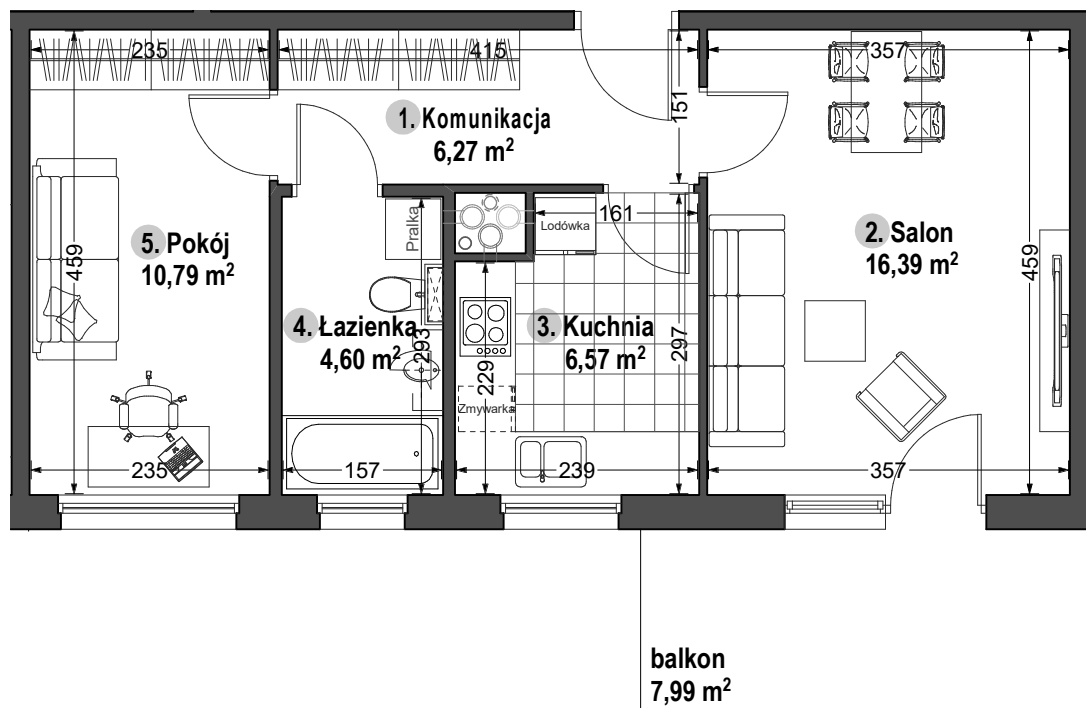 235
415
357
1. Komunikacja
6,27 m²
151
5. Pokój
10,79 m²
459
Pralka
161
Lodówka
2. Salon
16,39 m²
459
4. Łazienka
4,60 m²
293
3. Kuchnia
6,57 m²
297
229
Zmywarka
235
157
239
357
balkon
7,99 m²